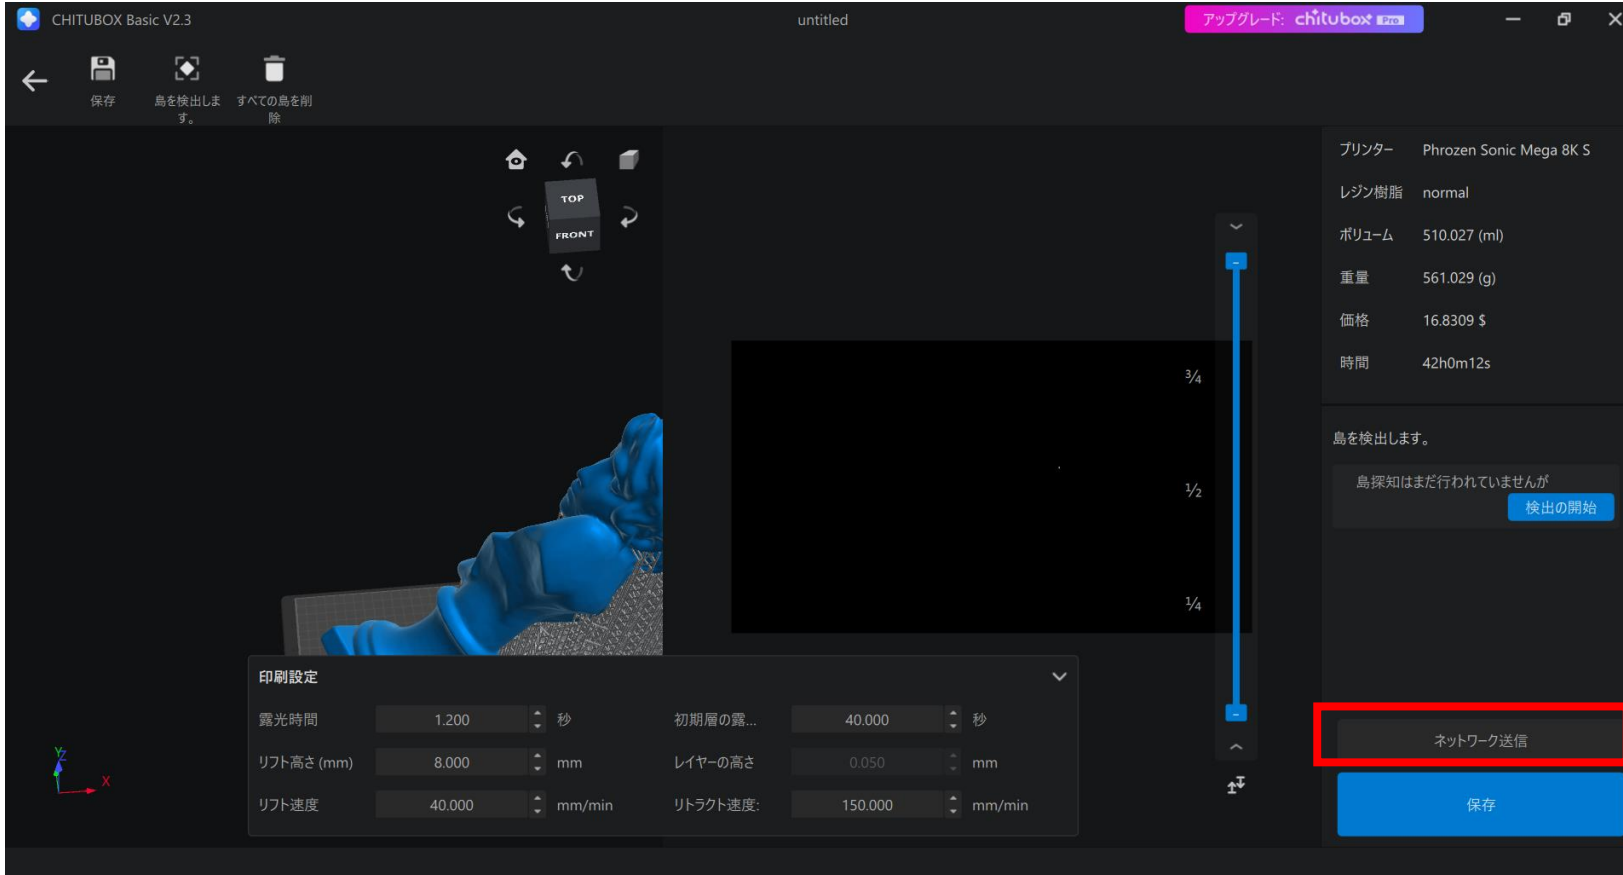 CHITUBOX Basic V2.3
untitled
アップグレード: chitubox Pro
保存
島を検出しま
す。
すべての島を削
除
TOP
FRONT
プリンター Phrozen Sonic Mega 8K S
レジン樹脂 normal
ボリューム 510.027 (ml)
重量 561.029 (g)
価格 16.8309 $
時間 42h0m12s
3/4
1/2
1/4
島を検出します。
島探知はまだ行われていませんが
検出の開始
印刷設定
露光時間 1.200 秒 初期層の露... 40.000 秒
リフト高さ (mm) 8.000 mm レイヤーの高さ 0.050 mm
リフト速度 40.000 mm/min リトラクト速度: 150.000 mm/min
Y
Z
X
ネットワーク送信
保存